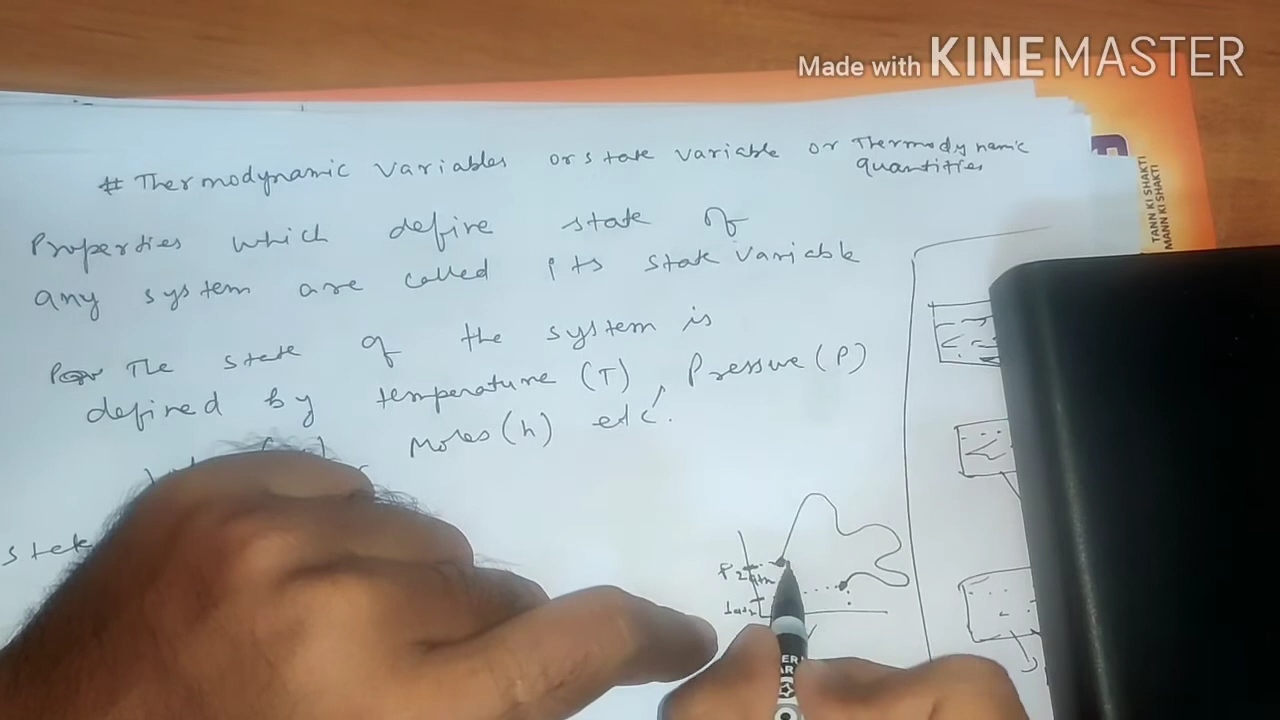 Made with KINEMASTER
# Thermodynamic variables or state variable or Thermodynamic quantities
TANN KI SHAKTI
MANN KI SHAKTI
Properties which define state of
any system are called its state variable
The state of the system is
defined by temperature (T), Pressure (P)
Moles (n) etc.
P 2atm
1atm